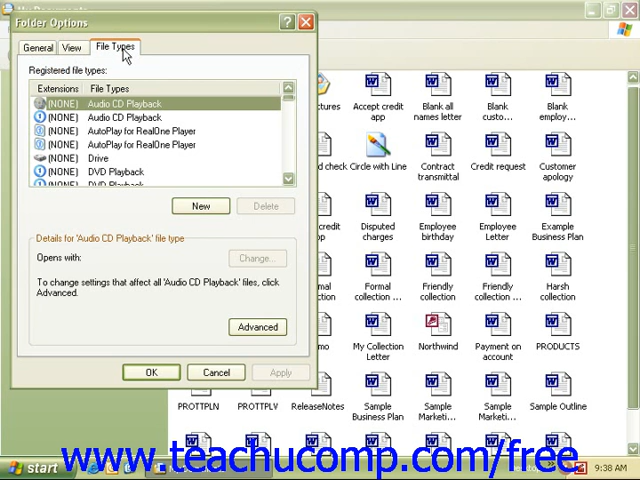 Folder Options
General
View
File Types
Registered file types:
Extensions File Types
(NONE) Audio CD Playback
(NONE) Audio CD Playback
(NONE) AutoPlay for RealOne Player
(NONE) AutoPlay for RealOne Player
(NONE) Drive
(NONE) DVD Playback
(NONE) DVD Playback
New
Delete
Details for 'Audio CD Playback' file type
Opens with:
Change...
To change settings that affect all 'Audio CD Playback' files, click
Advanced.
Advanced
OK
Cancel
Apply
Accept credit
app
Blank all
names letter
Blank
custo...
Blank
employ...
check
Circle with Line
Contract
transmittal
Credit request
Customer
apology
credit
Disputed
charges
Employee
birthday
Employee
Letter
Example
Business Plan
Formal
collection ...
Friendly
collection
Friendly
collection ...
Harsh
collection
My Collection
Letter
Northwind
Payment on
account
PRODUCTS
PROTTPLN
PROTTPLV
ReleaseNotes
Sample
Business Plan
Sample
Marketi...
Sample
Marketi...
Sample Outline
start
9:38 AM
www.teachucomp.com/free